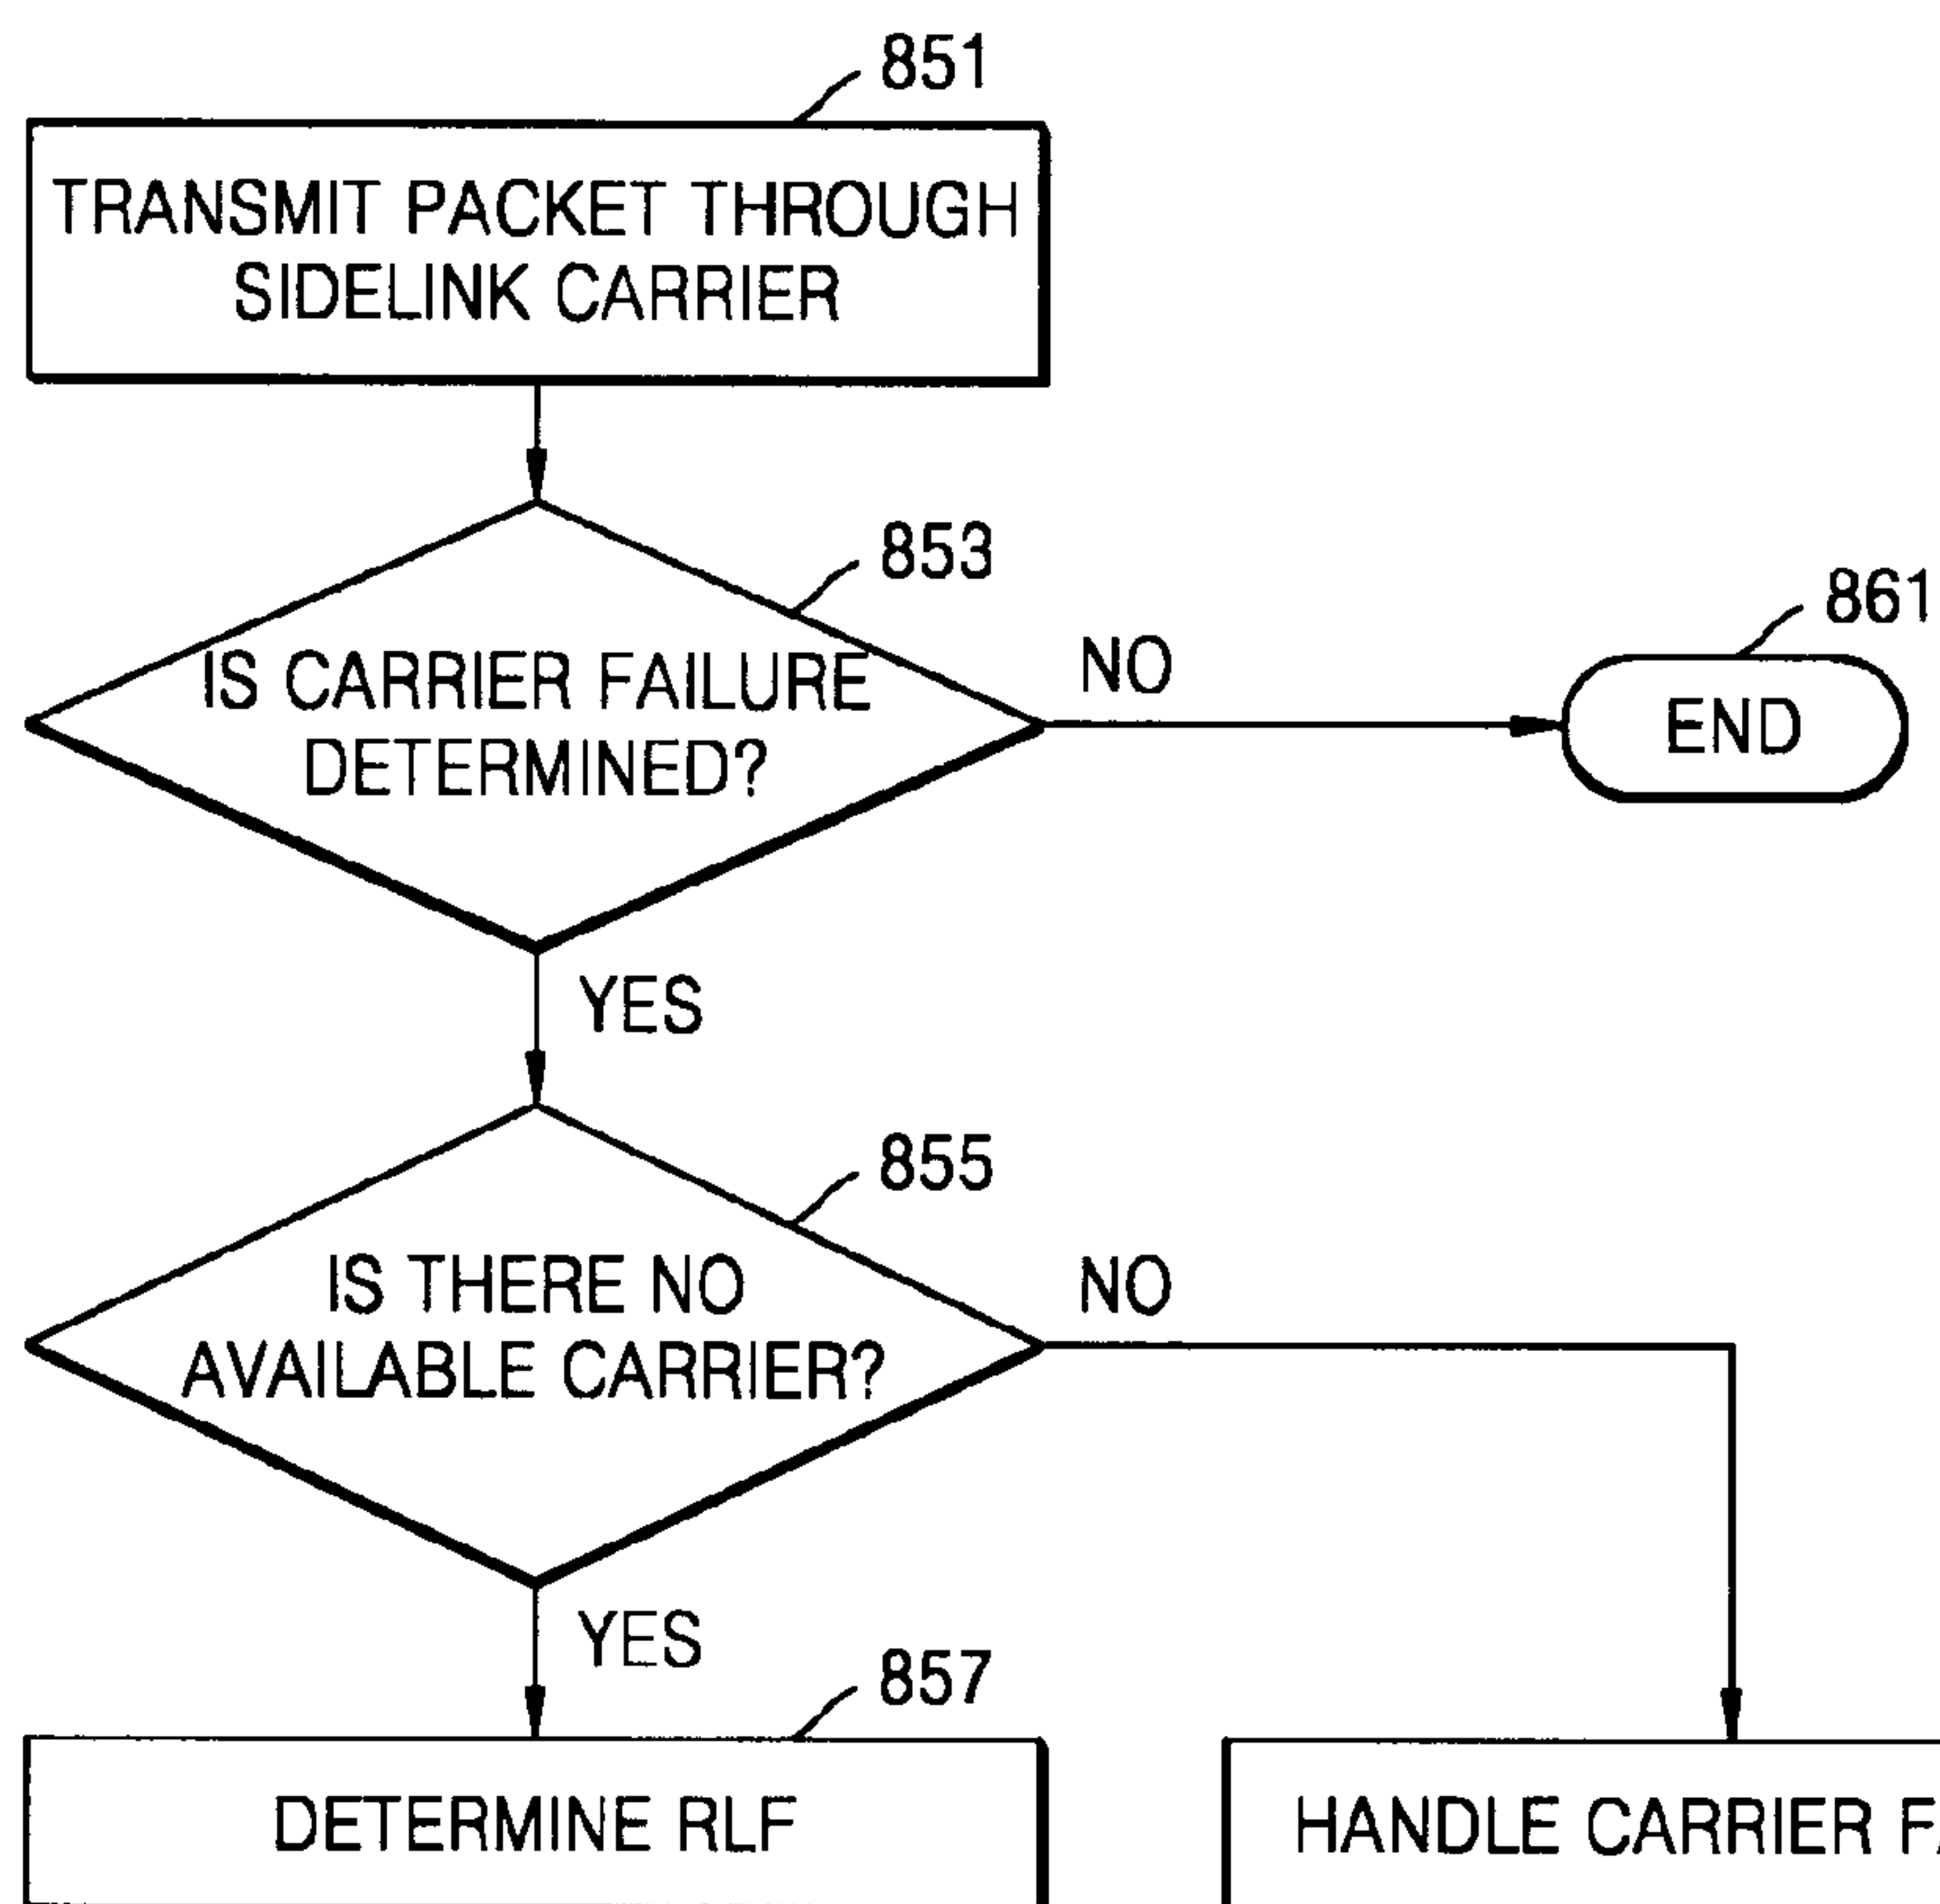 851
TRANSMIT PACKET THROUGH
SIDELINK CARRIER
853
IS CARRIER FAILURE
DETERMINED?
NO
861
END
YES
855
IS THERE NO
AVAILABLE CARRIER?
NO
YES
857
DETERMINE RLF
HANDLE CARRIER